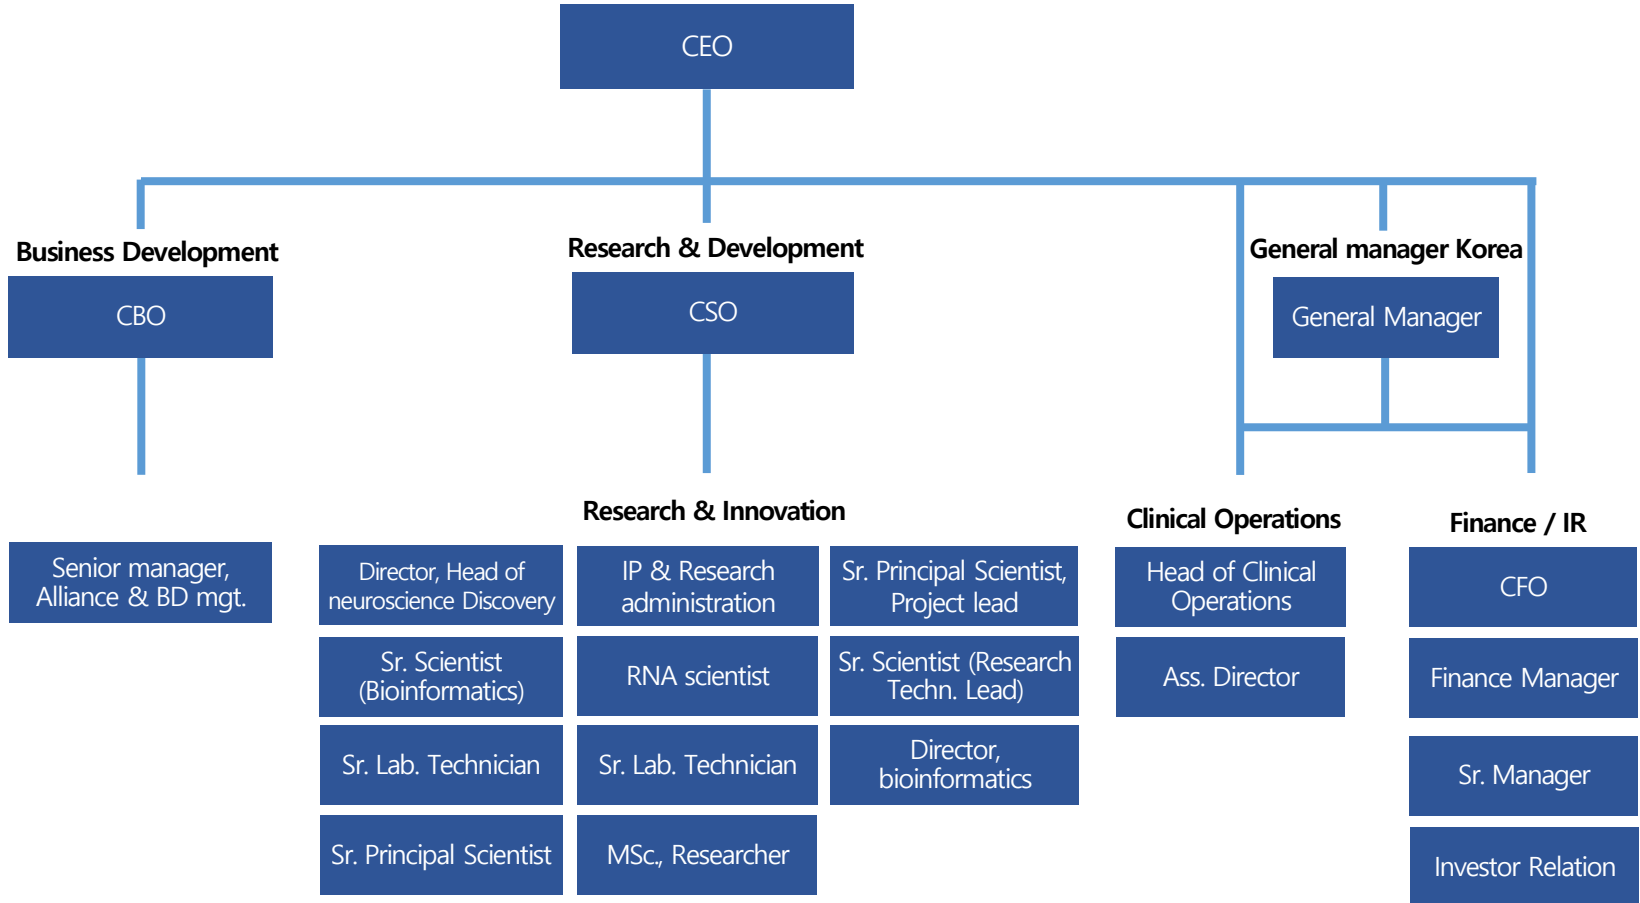 CEO
Business Development
CBO
Research & Development
CSO
General manager Korea
General Manager
Senior manager,
Alliance & BD mgt.
Research & Innovation
Director, Head of
neuroscience Discovery
IP & Research
administration
Sr. Principal Scientist,
Project lead
Sr. Scientist
(Bioinformatics)
RNA scientist
Sr. Scientist (Research
Techn. Lead)
Sr. Lab. Technician
Sr. Lab. Technician
Director,
bioinformatics
Sr. Principal Scientist
MSc., Researcher
Clinical Operations
Head of Clinical
Operations
Ass. Director
Finance / IR
CFO
Finance Manager
Sr. Manager
Investor Relation